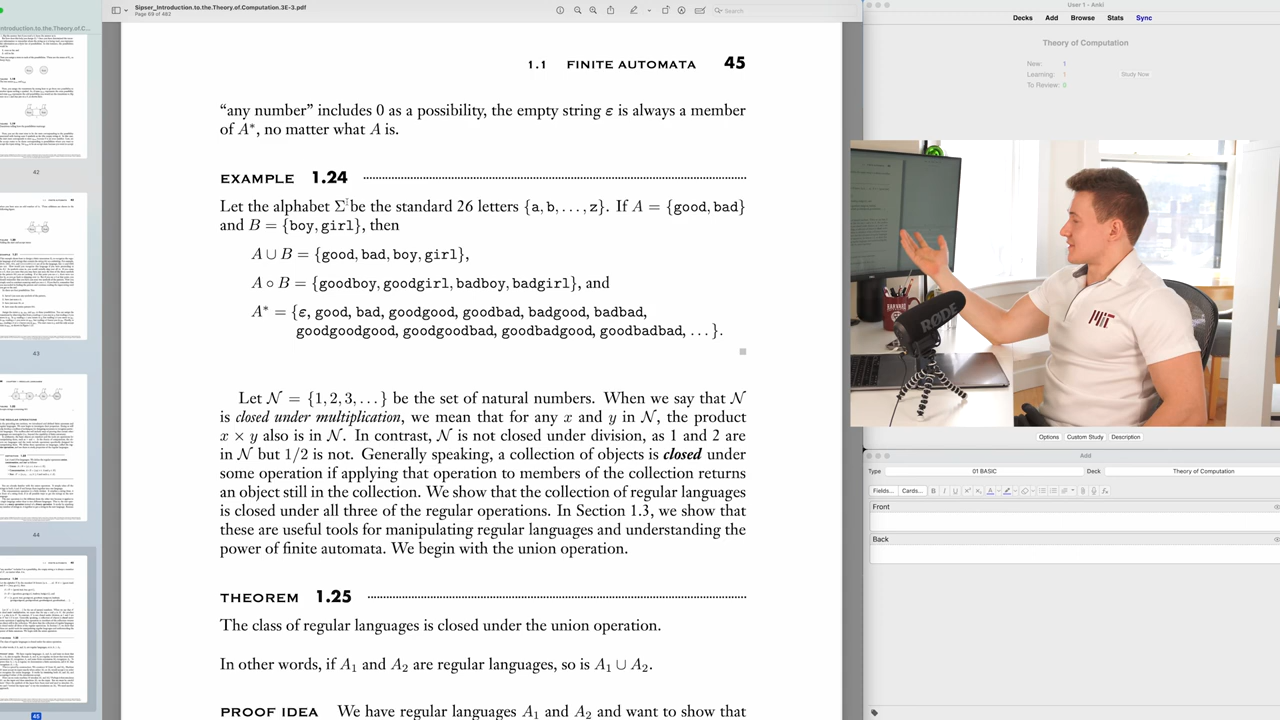 Sipser_Introduction.to.the.Theory.of.Computation.3E-3.pdf
Page 69 of 482
Search
ntroduction.to.the.Theory.of.C...
42
43
44
45
1.1 FINITE AUTOMATA 45
“any number” includes 0 as a possibility, the empty string ε is always a member
of A*, no matter what A is.
EXAMPLE 1.24
Let the alphabet Σ be the standard 26 letters {a, b, . . . , z}. If A = {good, bad}
and B = {boy, girl}, then
A ∪ B = {good, bad, boy, girl},
A ∘ B = {goodboy, goodgirl, badboy, badgirl}, and
A* = {ε, good, bad, goodgood, goodbad, badgood, badbad,
goodgoodgood, goodgoodbad, goodbadgood, goodbadbad, . . . }.
Let N = {1, 2, 3, . . . } be the set of natural numbers. When we say that N
is closed under multiplication, we mean that for any x and y in N, the product
x × y also is in N. In contrast, N is not closed under division, as 1 and 2 are
in N but 1/2 is not. Generally speaking, a collection of objects is closed under
some operation if applying that operation to members of the collection returns
an object still in the collection. We show that the collection of regular languages
is closed under all three of the regular operations. In Section 1.3, we show that
these are useful tools for manipulating regular languages and understanding the
power of finite automata. We begin with the union operation.
THEOREM 1.25
The class of regular languages is closed under the union operation.
In other words, if A1 and A2 are regular languages, so is A1 ∪ A2.
PROOF IDEA We have regular languages A1 and A2 and want to show that
User 1 - Anki
Decks Add Browse Stats Sync
Theory of Computation
New: 1
Learning: 1
To Review: 0
Study Now
HARVARD
MIT
Options Custom Study Description
Add
Type 01 BASIC Deck Theory of Computation
Fields... Cards...
Front
Back